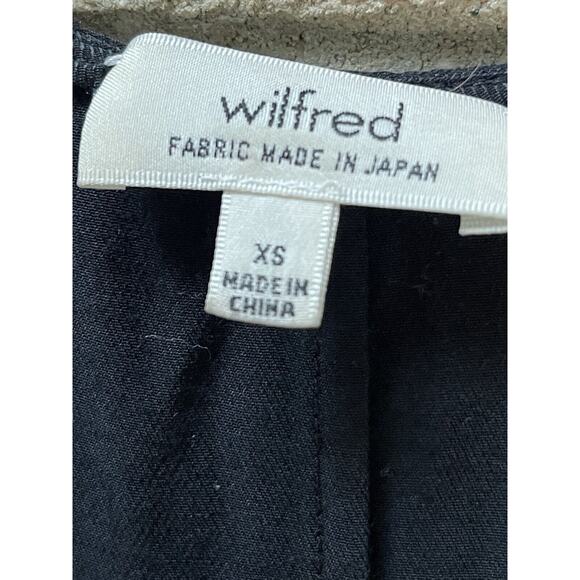 wilfred
FABRIC MADE IN JAPAN
XS
MADE IN
CHINA